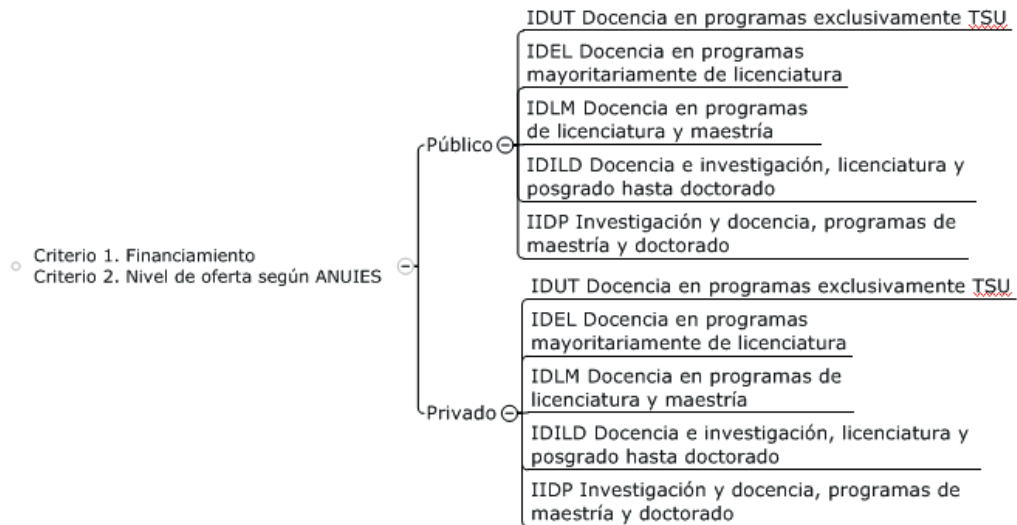 Criterio 1. Financiamiento
Criterio 2. Nivel de oferta según ANUIES
Público
IDUT Docencia en programas exclusivamente TSU
IDEL Docencia en programas
mayoritariamente de licenciatura
IDLM Docencia en programas
de licenciatura y maestría
IDILD Docencia e investigación, licenciatura y
posgrado hasta doctorado
IIDP Investigación y docencia, programas de
maestría y doctorado
Privado
IDUT Docencia en programas exclusivamente TSU
IDEL Docencia en programas
mayoritariamente de licenciatura
IDLM Docencia en programas de
licenciatura y maestría
IDILD Docencia e investigación, licenciatura y
posgrado hasta doctorado
IIDP Investigación y docencia, programas de
maestría y doctorado